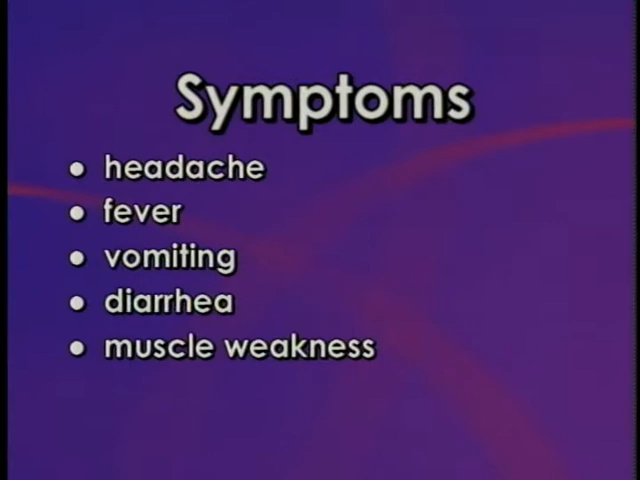 Symptoms
• headache
• fever
• vomiting
• diarrhea
• muscle weakness